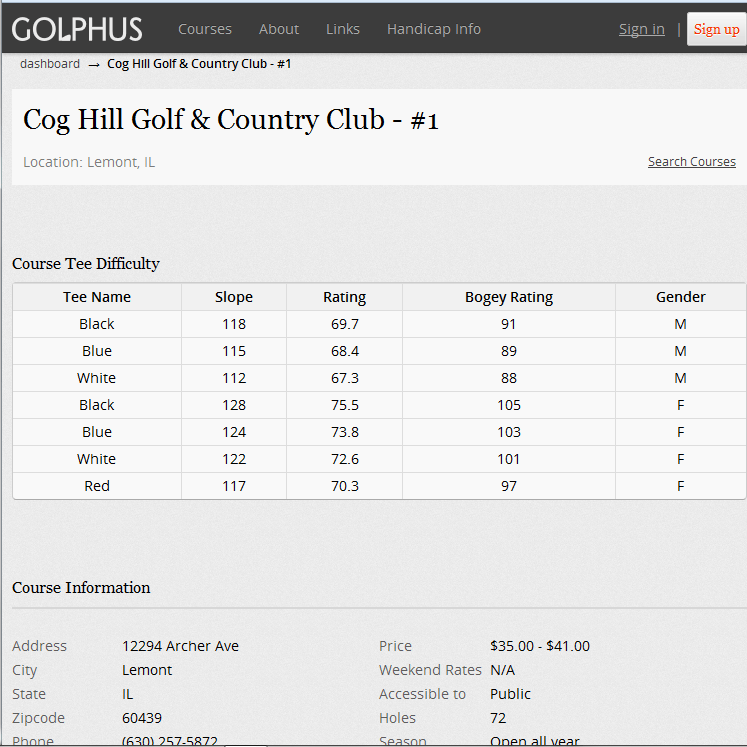 GOLPHUS Courses About Links Handicap Info Sign in | Sign up
dashboard → Cog Hill Golf & Country Club - #1
Cog Hill Golf & Country Club - #1
Location: Lemont, IL Search Courses
Course Tee Difficulty
Tee Name Slope Rating Bogey Rating Gender
Black 118 69.7 91 M
Blue 115 68.4 89 M
White 112 67.3 88 M
Black 128 75.5 105 F
Blue 124 73.8 103 F
White 122 72.6 101 F
Red 117 70.3 97 F
Course Information
Address 12294 Archer Ave Price $35.00 - $41.00
City Lemont Weekend Rates N/A
State IL Accessible to Public
Zipcode 60439 Holes 72
Phone (630) 257-5872 Season Open all year